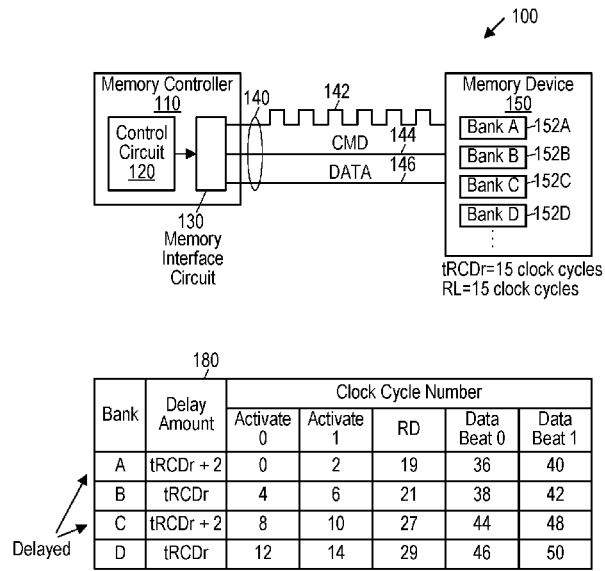 100
Memory Controller
110
Control
Circuit
120
130
Memory
Interface
Circuit
140
142
CMD
144
DATA
146
Memory Device
150
Bank A
152A
Bank B
152B
Bank C
152C
Bank D
152D
tRCDr=15 clock cycles
RL=15 clock cycles
180
Bank
Delay
Amount
Clock Cycle Number
Activate
0
Activate
1
RD
Data
Beat 0
Data
Beat 1
A tRCDr + 2 0 2 19 36 40
B tRCDr 4 6 21 38 42
C tRCDr + 2 8 10 27 44 48
D tRCDr 12 14 29 46 50
Delayed